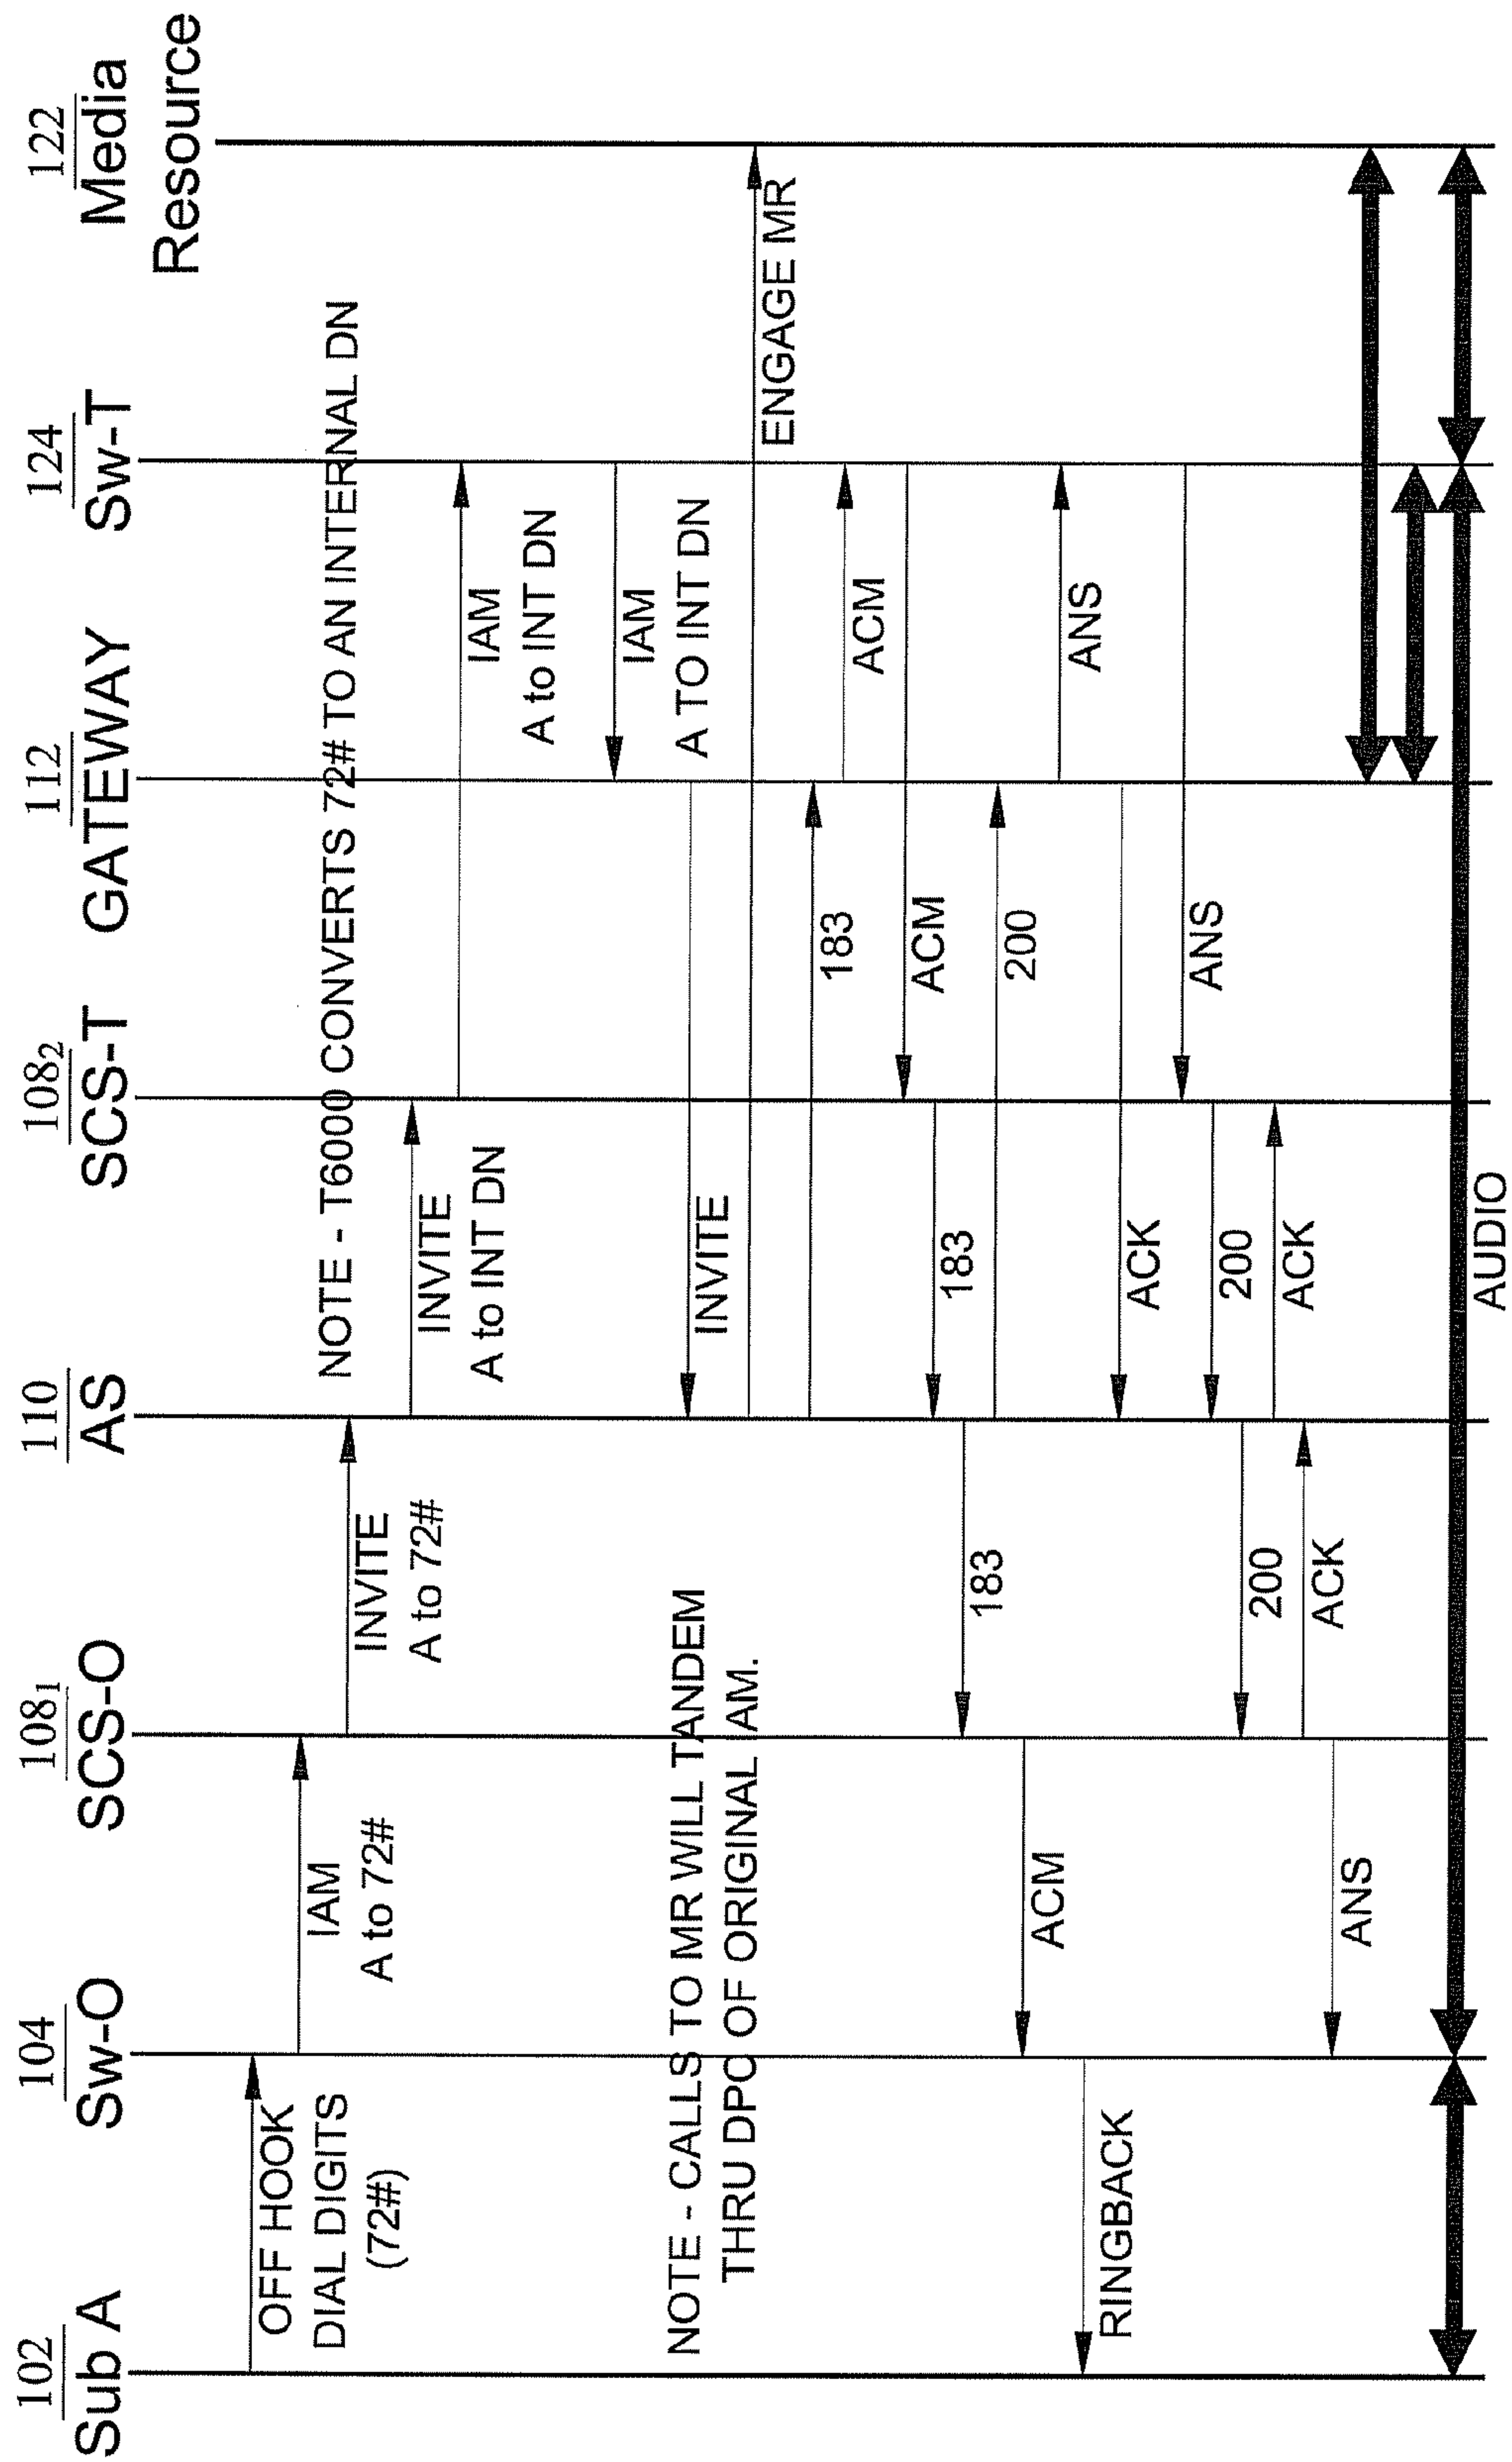 102
Sub A
104
Sw-O
108₁
SCS-O
110
AS
108₂
SCS-T
112
GATEWAY
124
Sw-T
122
Media
Resource
OFF HOOK
DIAL DIGITS
(72#)
IAM
A to 72#
INVITE
A to 72#
NOTE - T6000 CONVERTS 72# TO AN INTERNAL DN
INVITE
A to INT DN
IAM
A to INT DN
IAM
A TO INT DN
NOTE - CALLS TO MR WILL TANDEM
THRU DPC OF ORIGINAL IAM.
INVITE
ENGAGE MR
183
ACM
ACM
183
183
200
ACM
ANS
RINGBACK
ACK
ANS
200
200
ACK
ACK
ANS
AUDIO